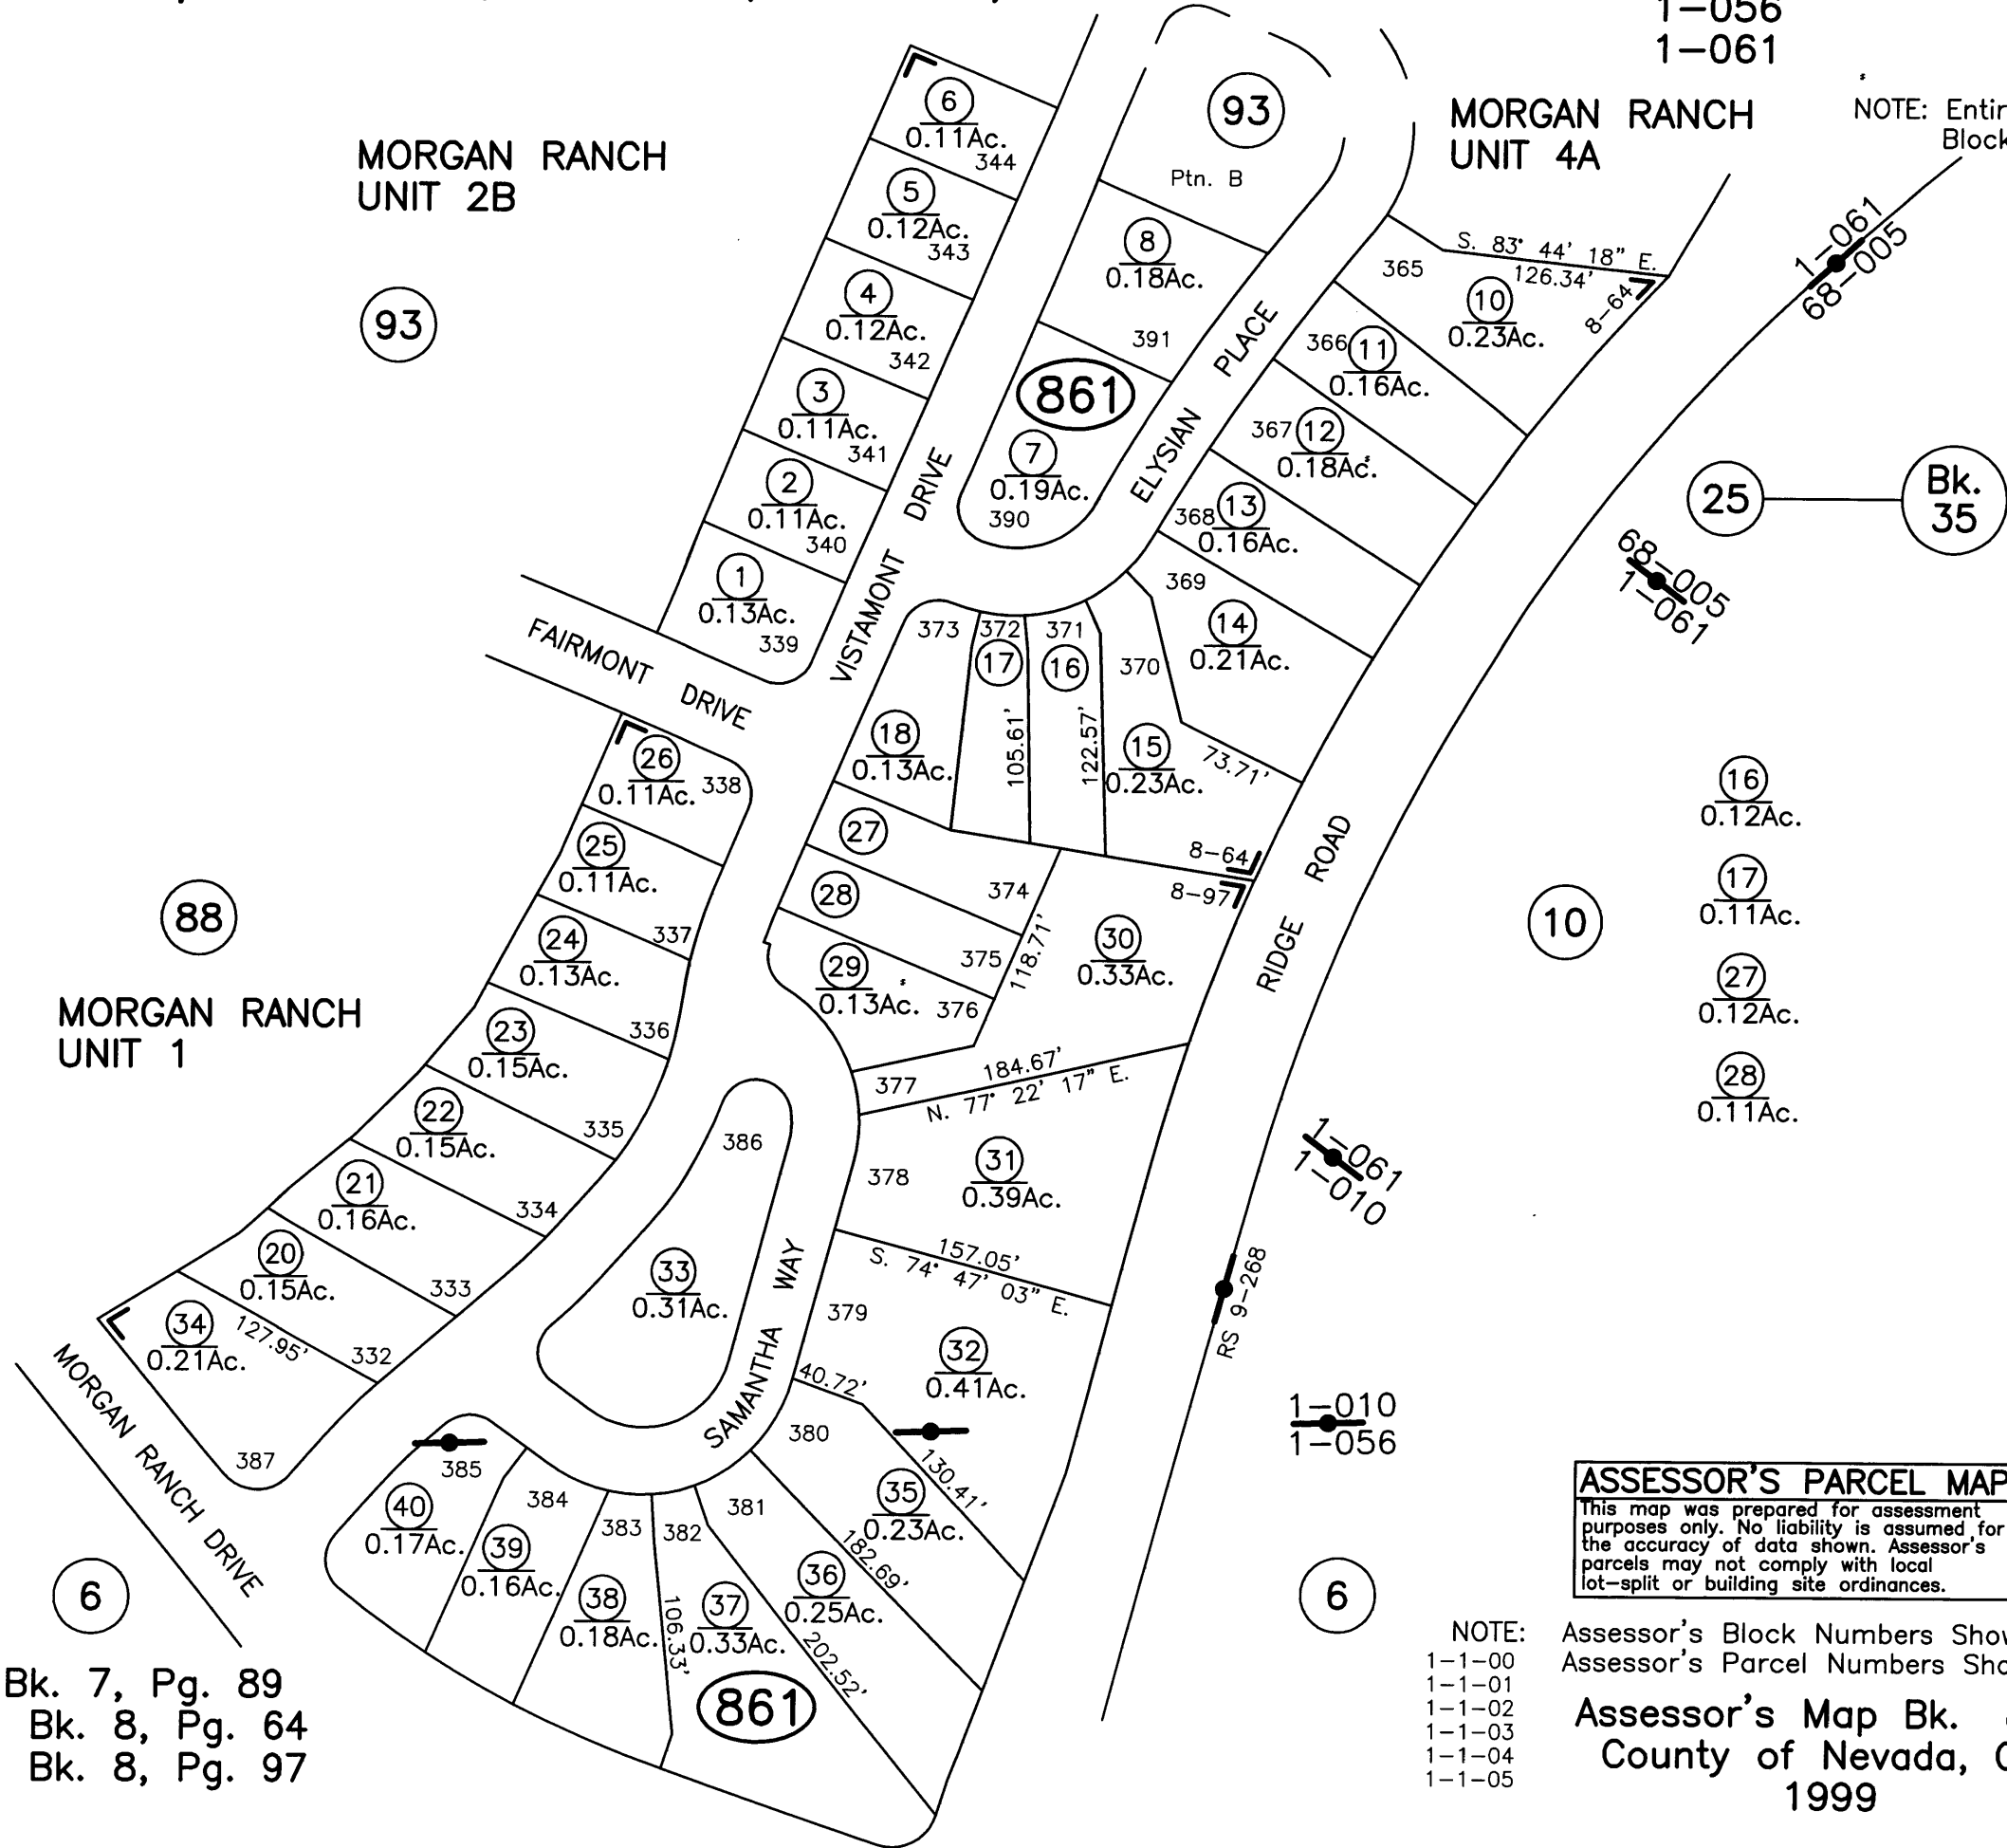 1-056
1-061
MORGAN RANCH
UNIT 4A
NOTE: Entir
Block
MORGAN RANCH
UNIT 2B
93
93
Ptn. B
6
0.11Ac.
344
5
0.12Ac.
343
4
0.12Ac.
342
3
0.11Ac.
341
2
0.11Ac.
340
1
0.13Ac.
339
8
0.18Ac.
391
861
7
0.19Ac.
390
VISTAMONT DRIVE
ELYSIAN PLACE
FAIRMONT DRIVE
S. 83° 44' 18" E.
126.34'
8-64
365
10
0.23Ac.
366
11
0.16Ac.
367
12
0.18Ac.
368
13
0.16Ac.
369
14
0.21Ac.
370
15
0.23Ac.
73.71'
371
16
122.57'
372
17
105.61'
373
18
0.13Ac.
1-061
68-005
25
Bk.
35
68-005
1-061
26
0.11Ac.
338
25
0.11Ac.
337
24
0.13Ac.
336
23
0.15Ac.
335
22
0.15Ac.
334
21
0.16Ac.
333
20
0.15Ac.
332
127.95'
34
0.21Ac.
387
27
374
28
375
29
0.13Ac.
376
118.71'
8-64
8-97
30
0.33Ac.
377
184.67'
N. 77° 22' 17" E.
378
31
0.39Ac.
157.05'
S. 74° 47' 03" E.
379
32
0.41Ac.
40.72'
RIDGE ROAD
10
16
0.12Ac.
17
0.11Ac.
27
0.12Ac.
28
0.11Ac.
88
MORGAN RANCH
UNIT 1
386
33
0.31Ac.
SAMANTHA WAY
MORGAN RANCH DRIVE
1-061
1-010
RS 9-268
1-010
1-056
380
130.41'
35
0.23Ac.
182.69'
381
36
0.25Ac.
202.52'
382
37
0.33Ac.
106.33'
383
38
0.18Ac.
384
39
0.16Ac.
385
40
0.17Ac.
861
6
6
Bk. 7, Pg. 89
Bk. 8, Pg. 64
Bk. 8, Pg. 97
ASSESSOR'S PARCEL MAP
This map was prepared for assessment
purposes only. No liability is assumed for
the accuracy of data shown. Assessor's
parcels may not comply with local
lot-split or building site ordinances.
NOTE: Assessor's Block Numbers Show
Assessor's Parcel Numbers Sho
1-1-00
1-1-01
1-1-02
1-1-03
1-1-04
1-1-05
Assessor's Map Bk.
County of Nevada, C
1999